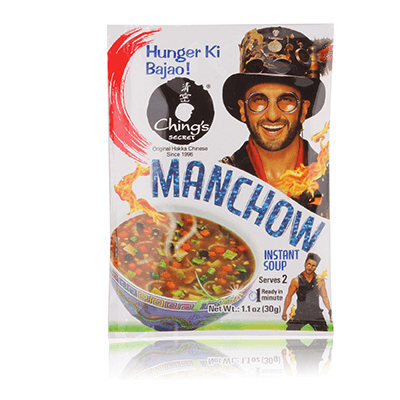 Hunger Ki
Bajao!
Ching's
SECRET
Original Hakka Chinese
Since 1996
MANCHOW
INSTANT
SOUP
Serves 2
Ready in
1 minute
Net Wt.: 1.1 oz (30g)